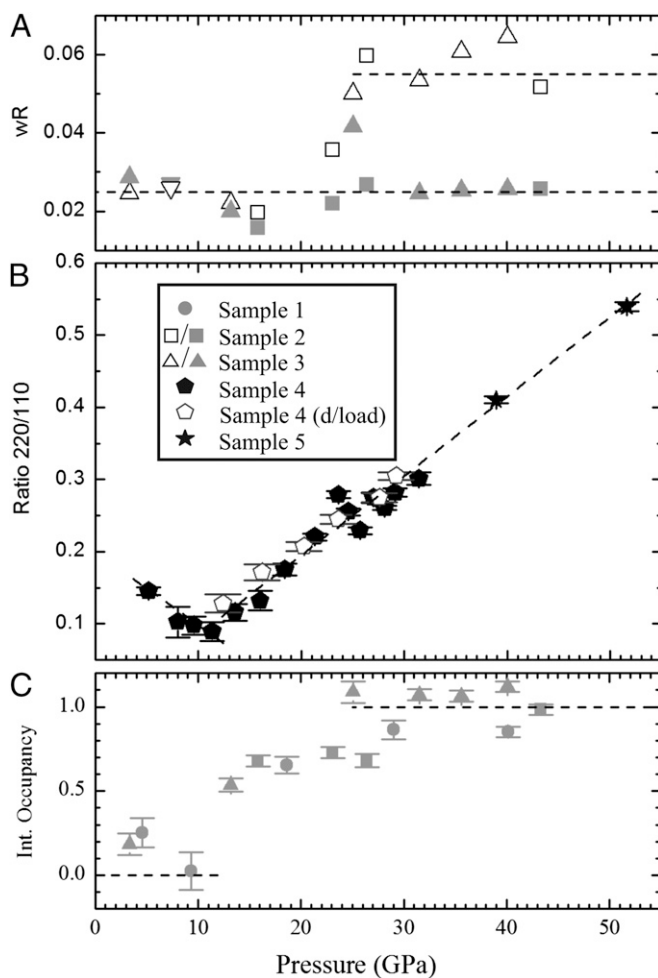 A
0.06
0.04
0.02
wR
B
0.6
0.5
0.4
0.3
0.2
0.1
Ratio 220/110
Sample 1
/ Sample 2
/ Sample 3
Sample 4
Sample 4 (d/load)
Sample 5
C
1.0
0.5
0.0
Int. Occupancy
0 10 20 30 40 50
Pressure (GPa)